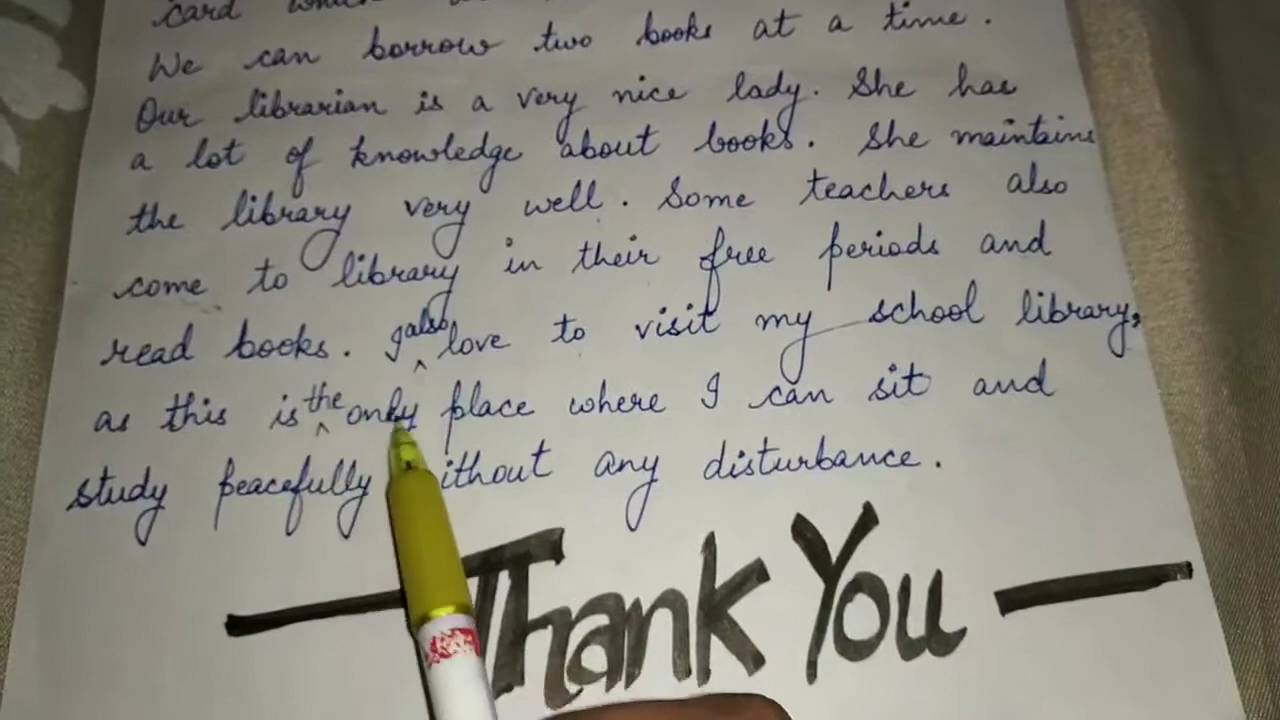 card which
We can borrow two books at a time.
Our librarian is a very nice lady. She has
a lot of knowledge about books. She maintains
the library very well. Some teachers also
come to library in their free periods and
read books. I also love to visit my school library,
as this is the only place where I can sit and
study peacefully without any disturbance.
Thank You